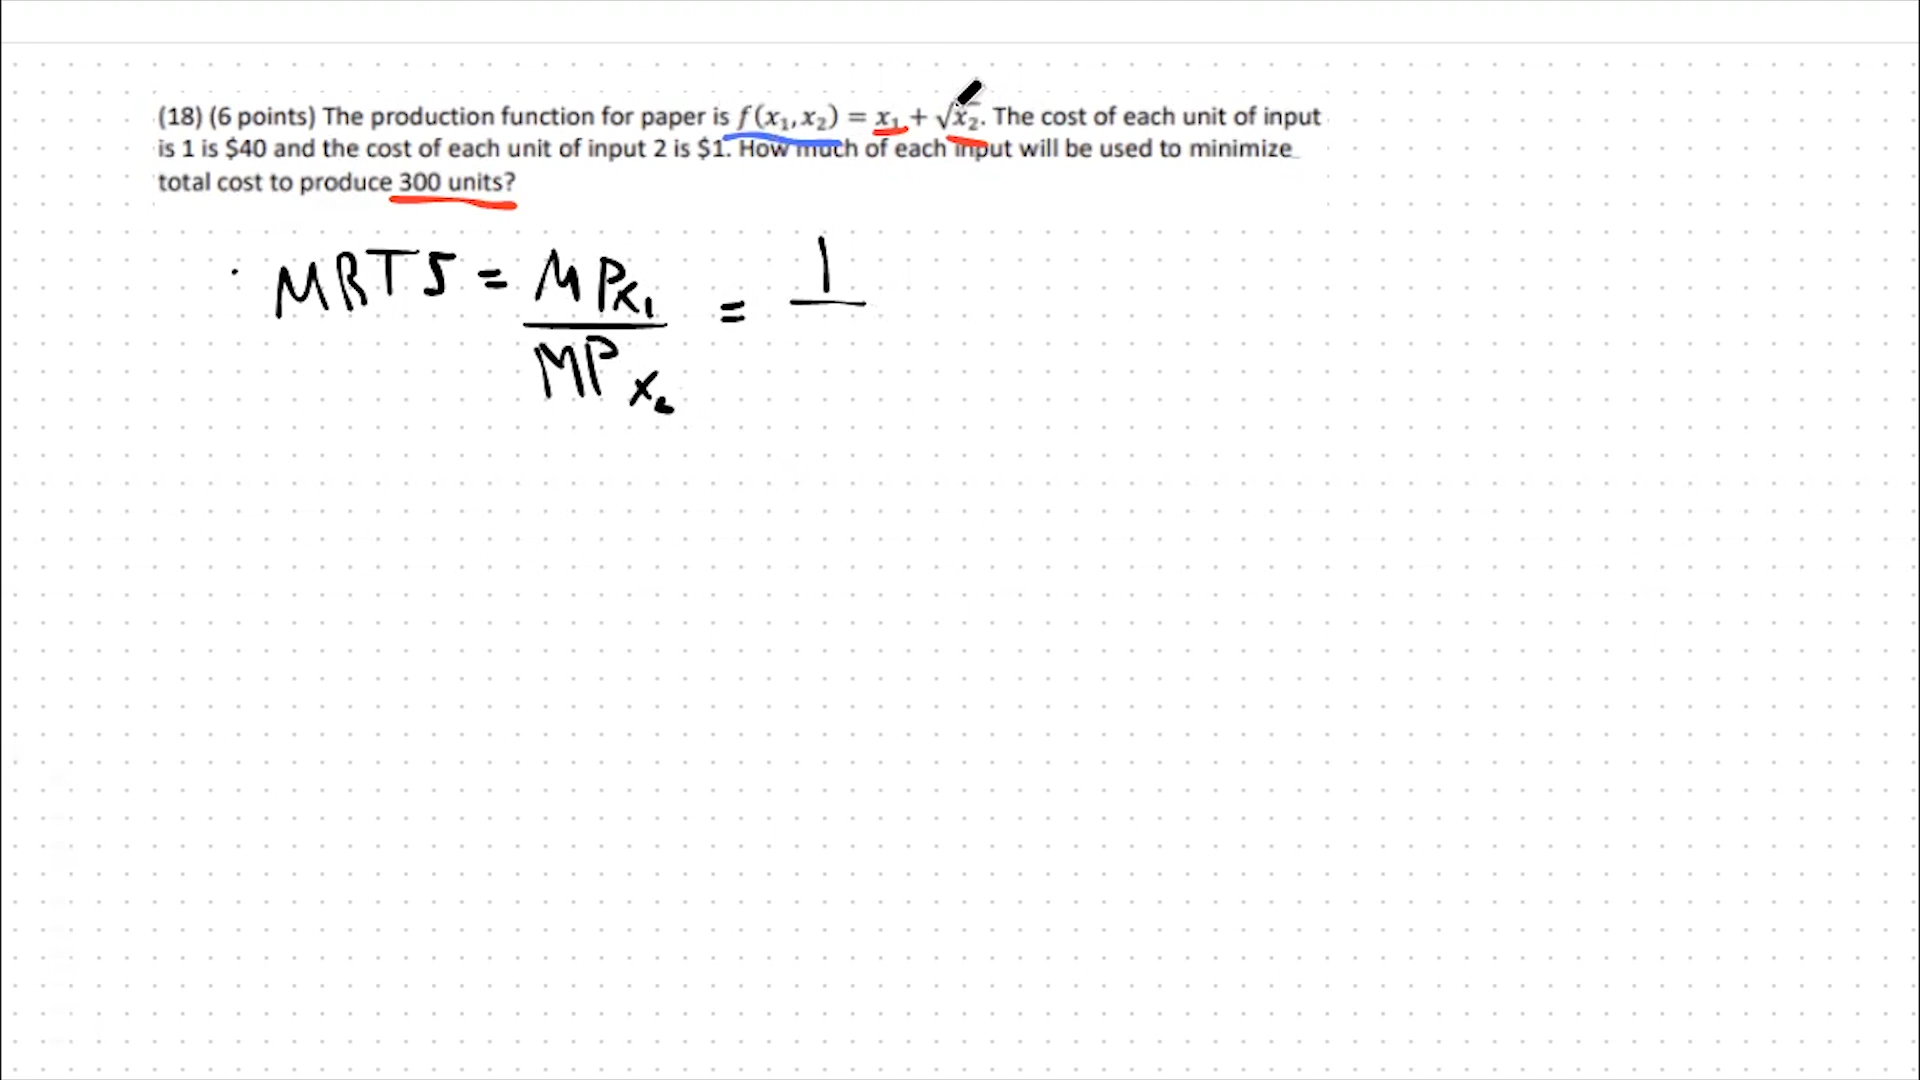 (18) (6 points) The production function for paper is f(x₁, x₂) = x₁ + √x₂. The cost of each unit of input
is 1 is $40 and the cost of each unit of input 2 is $1. How much of each input will be used to minimize
total cost to produce 300 units?
MRTS = MPx₁ / MPx₂ = 1